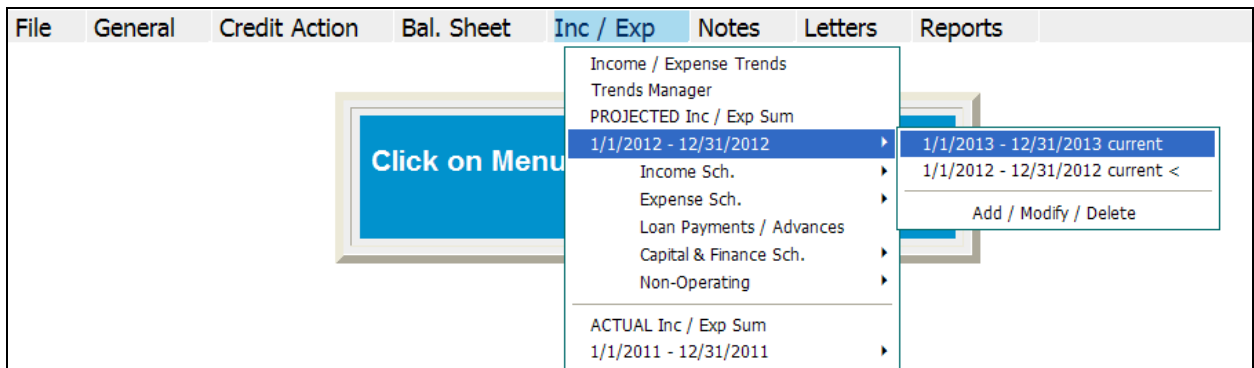 File General Credit Action Bal. Sheet Inc / Exp Notes Letters Reports
Income / Expense Trends
Trends Manager
PROJECTED Inc / Exp Sum
1/1/2012 - 12/31/2012
Income Sch.
Expense Sch.
Loan Payments / Advances
Capital & Finance Sch.
Non-Operating
ACTUAL Inc / Exp Sum
1/1/2011 - 12/31/2011
1/1/2013 - 12/31/2013 current
1/1/2012 - 12/31/2012 current <
Add / Modify / Delete
Click on Menu